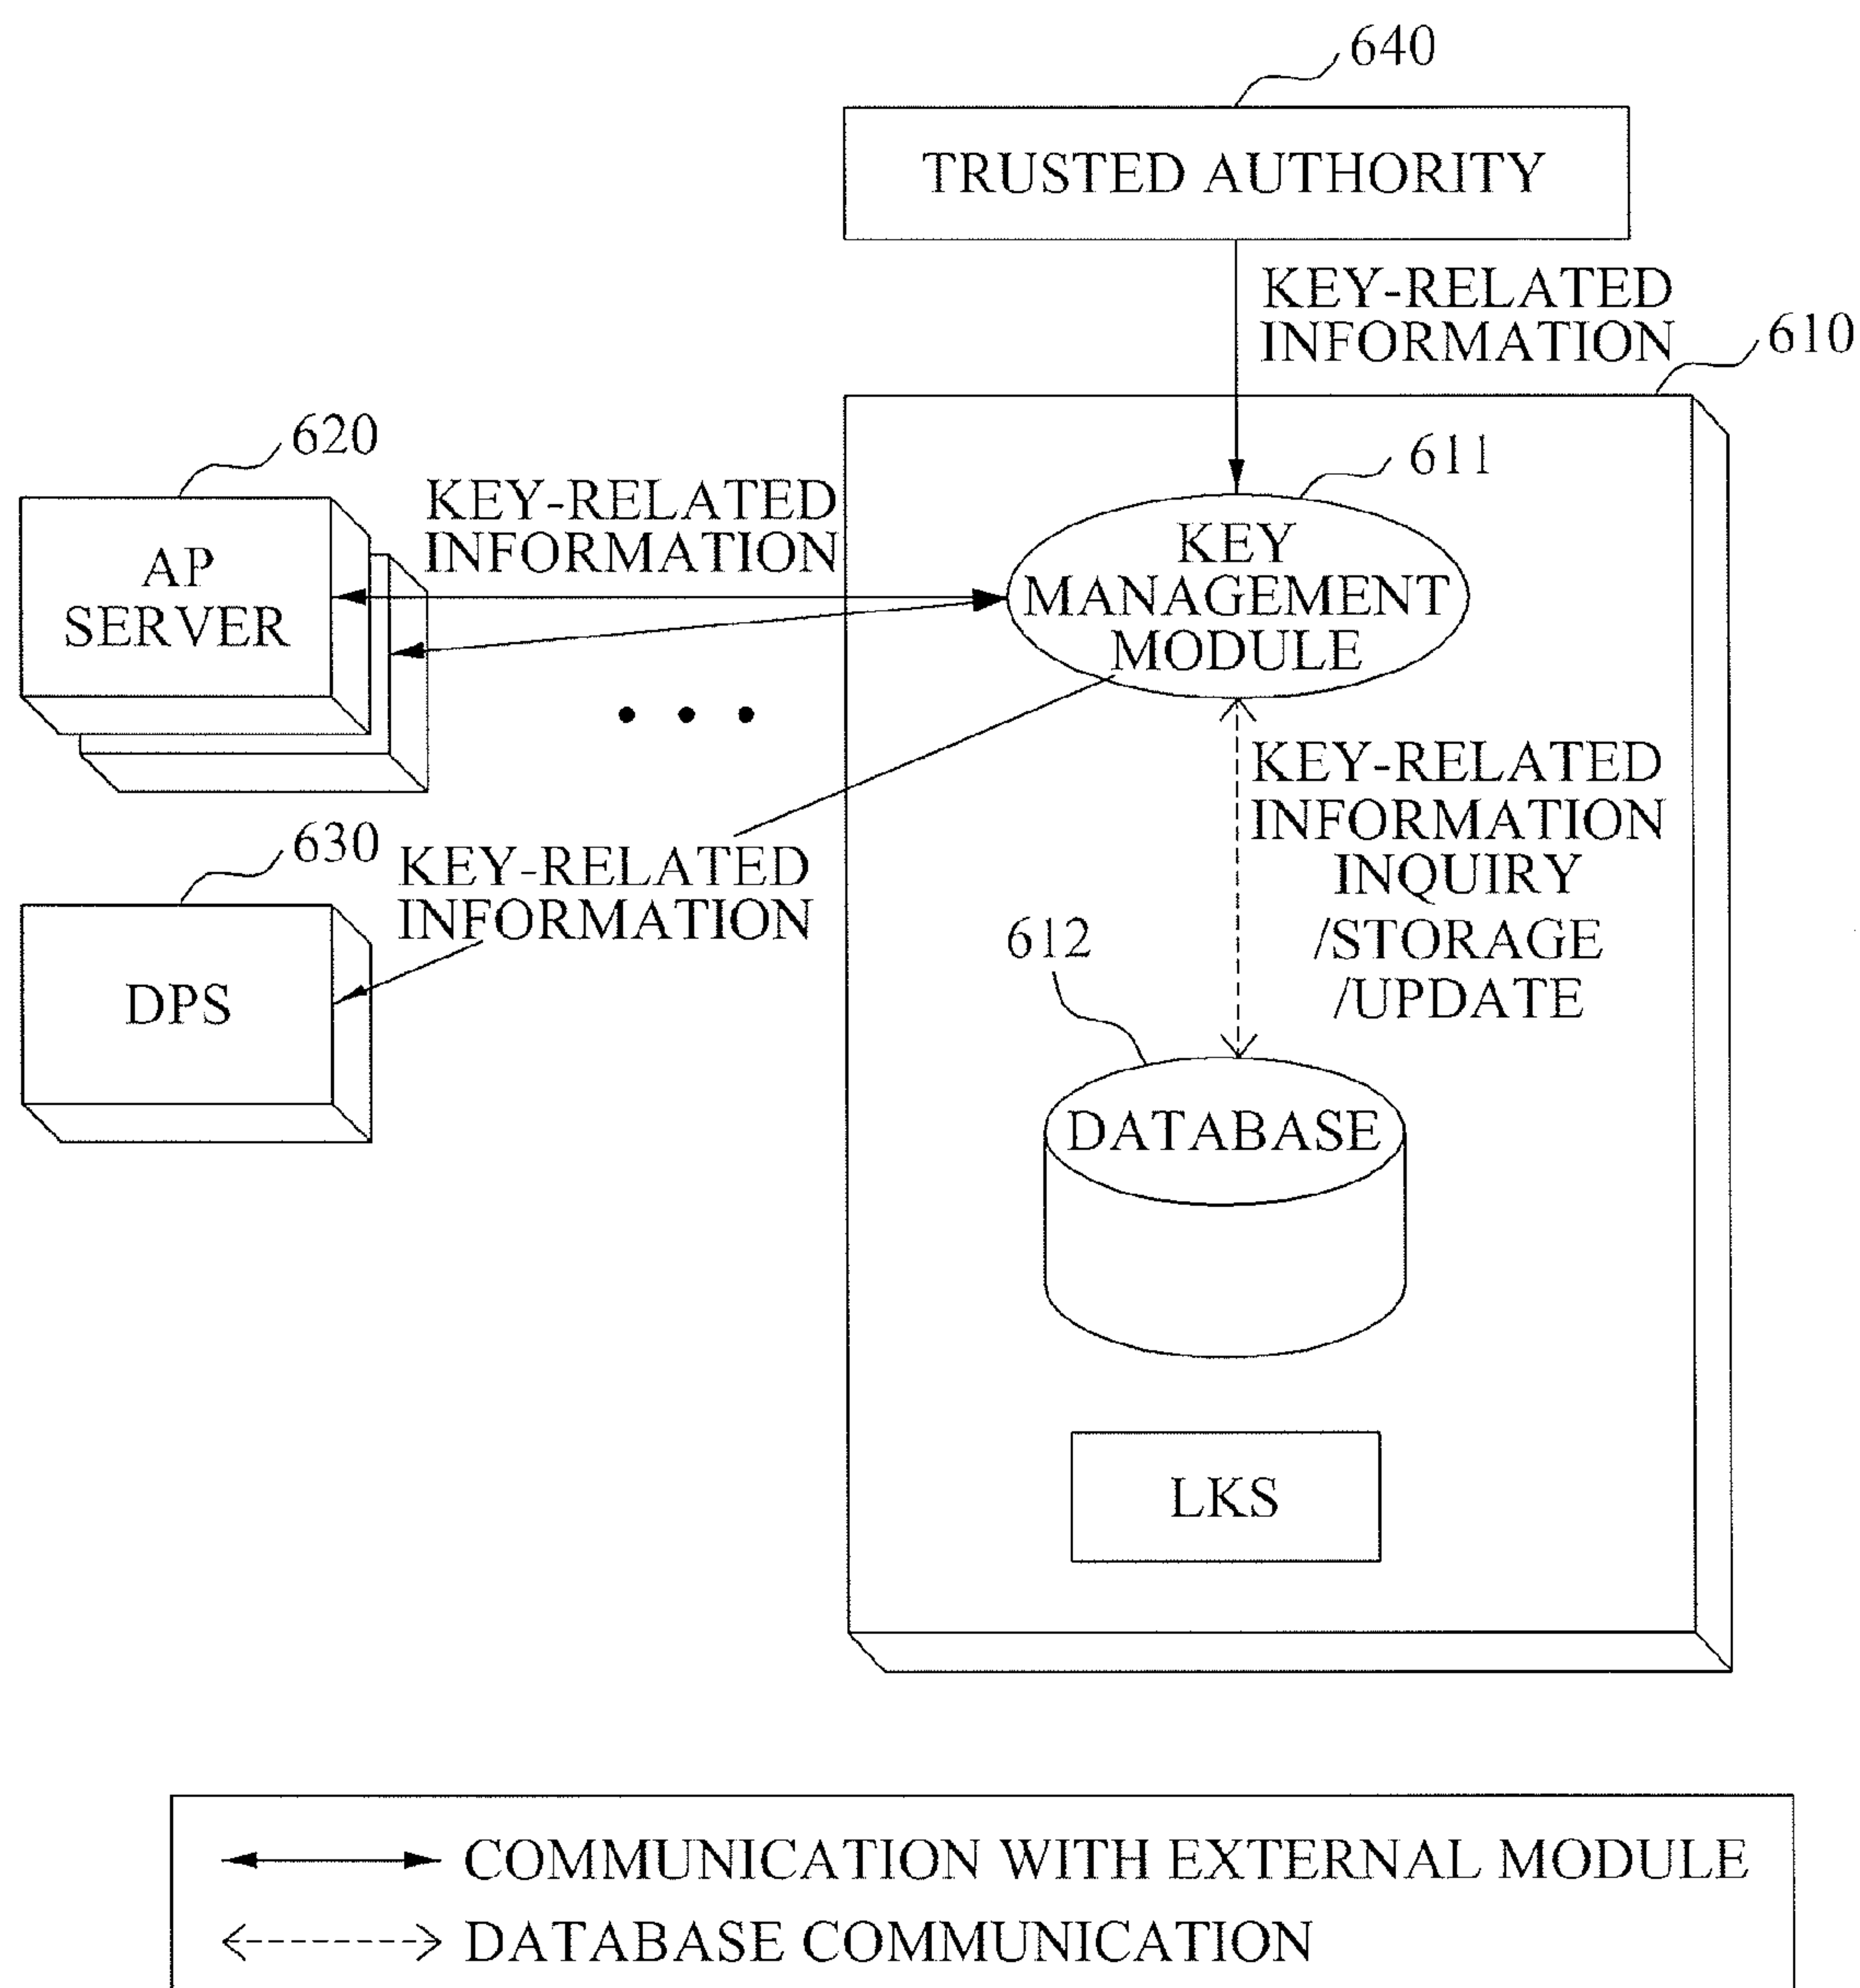 640
TRUSTED AUTHORITY
KEY-RELATED
INFORMATION
610
620
611
KEY-RELATED
INFORMATION
AP
SERVER
KEY
MANAGEMENT
MODULE
KEY-RELATED
INFORMATION
INQUIRY
/STORAGE
/UPDATE
630
KEY-RELATED
INFORMATION
DPS
612
DATABASE
LKS
COMMUNICATION WITH EXTERNAL MODULE
DATABASE COMMUNICATION